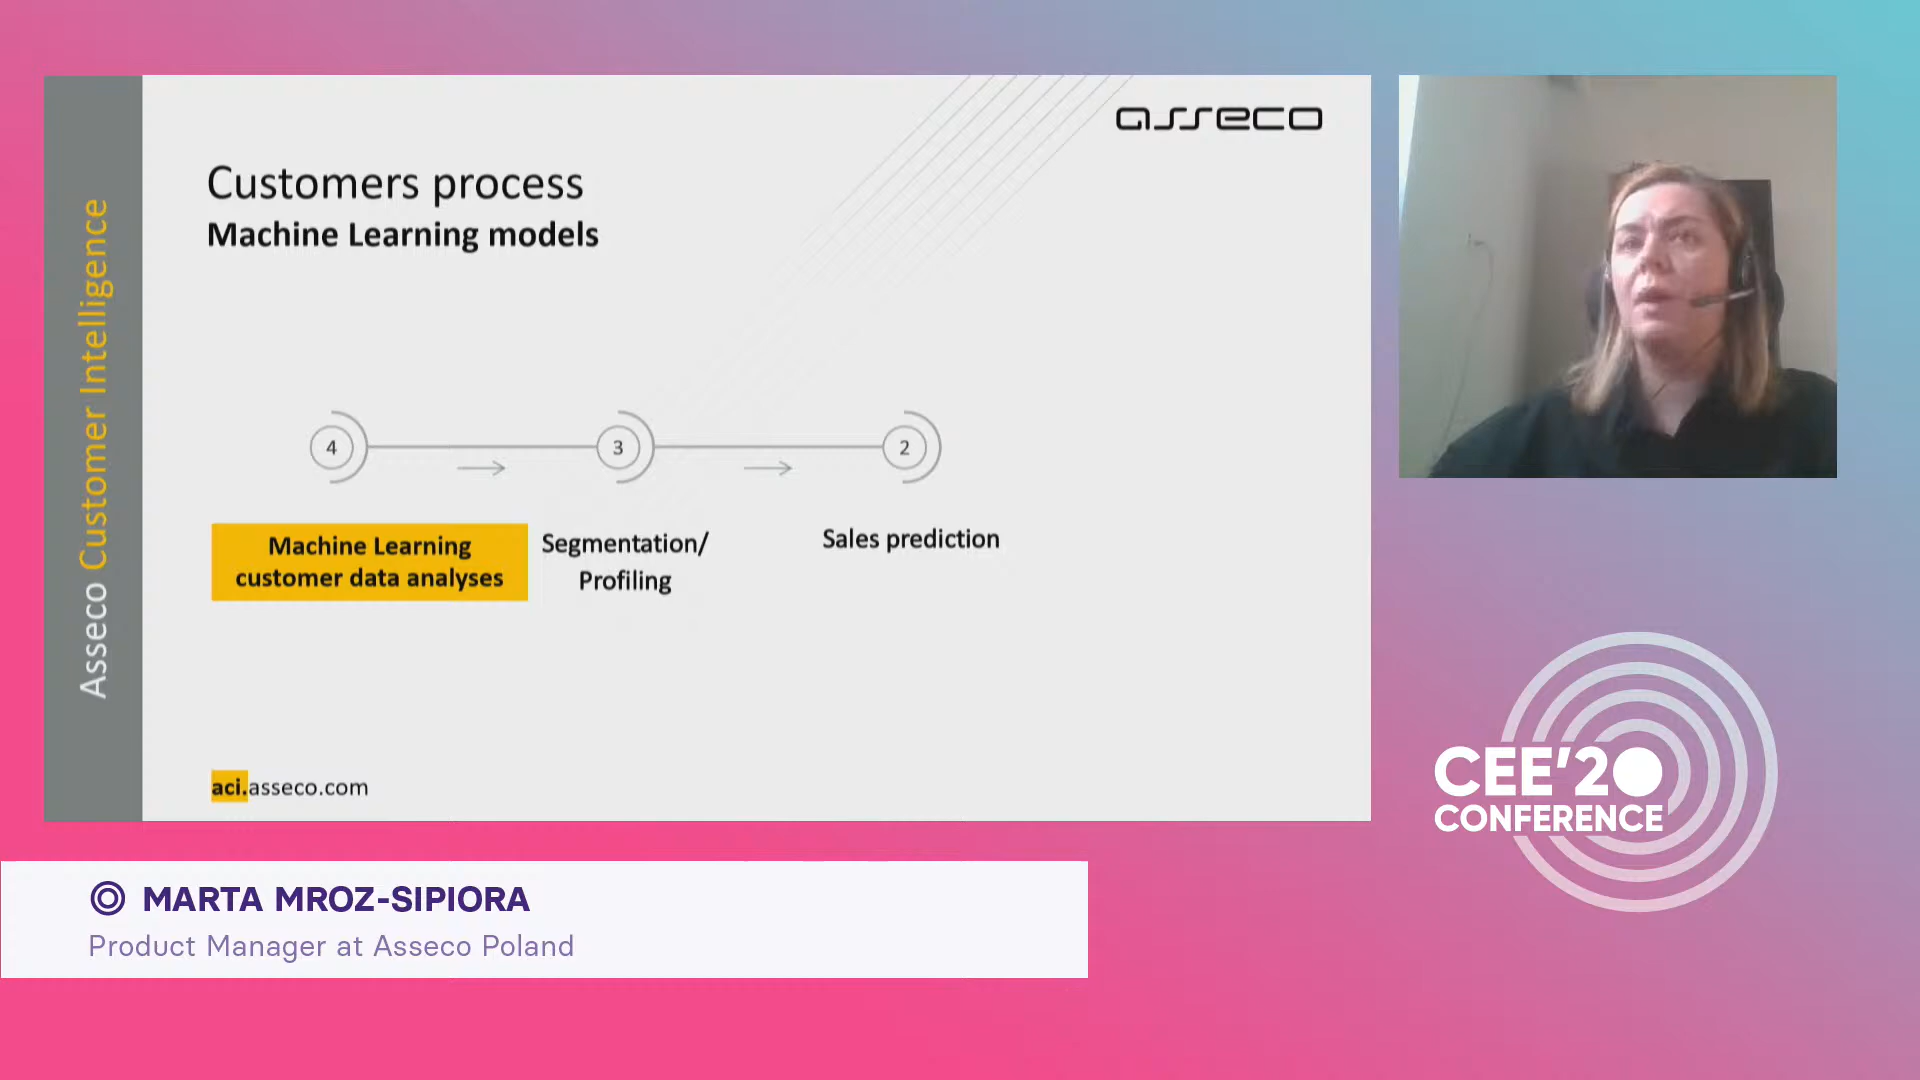 asseco
Asseco Customer Intelligence
Customers process
Machine Learning models
4
3
2
Machine Learning
customer data analyses
Segmentation/
Profiling
Sales prediction
aci.asseco.com
CEE'20
CONFERENCE
MARTA MROZ-SIPIORA
Product Manager at Asseco Poland